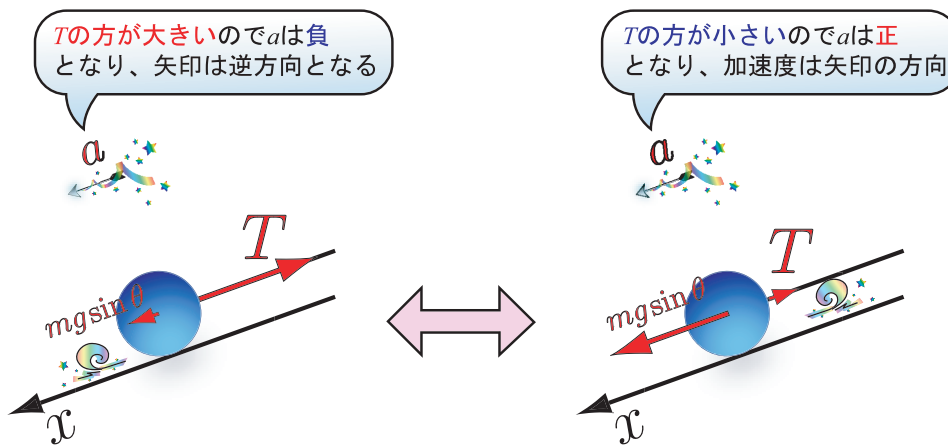 Tの方が大きいのでaは負
となり、矢印は逆方向となる
a
T
mg sin θ
x
Tの方が小さいのでaは正
となり、加速度は矢印の方向
a
T
mg sin θ
x